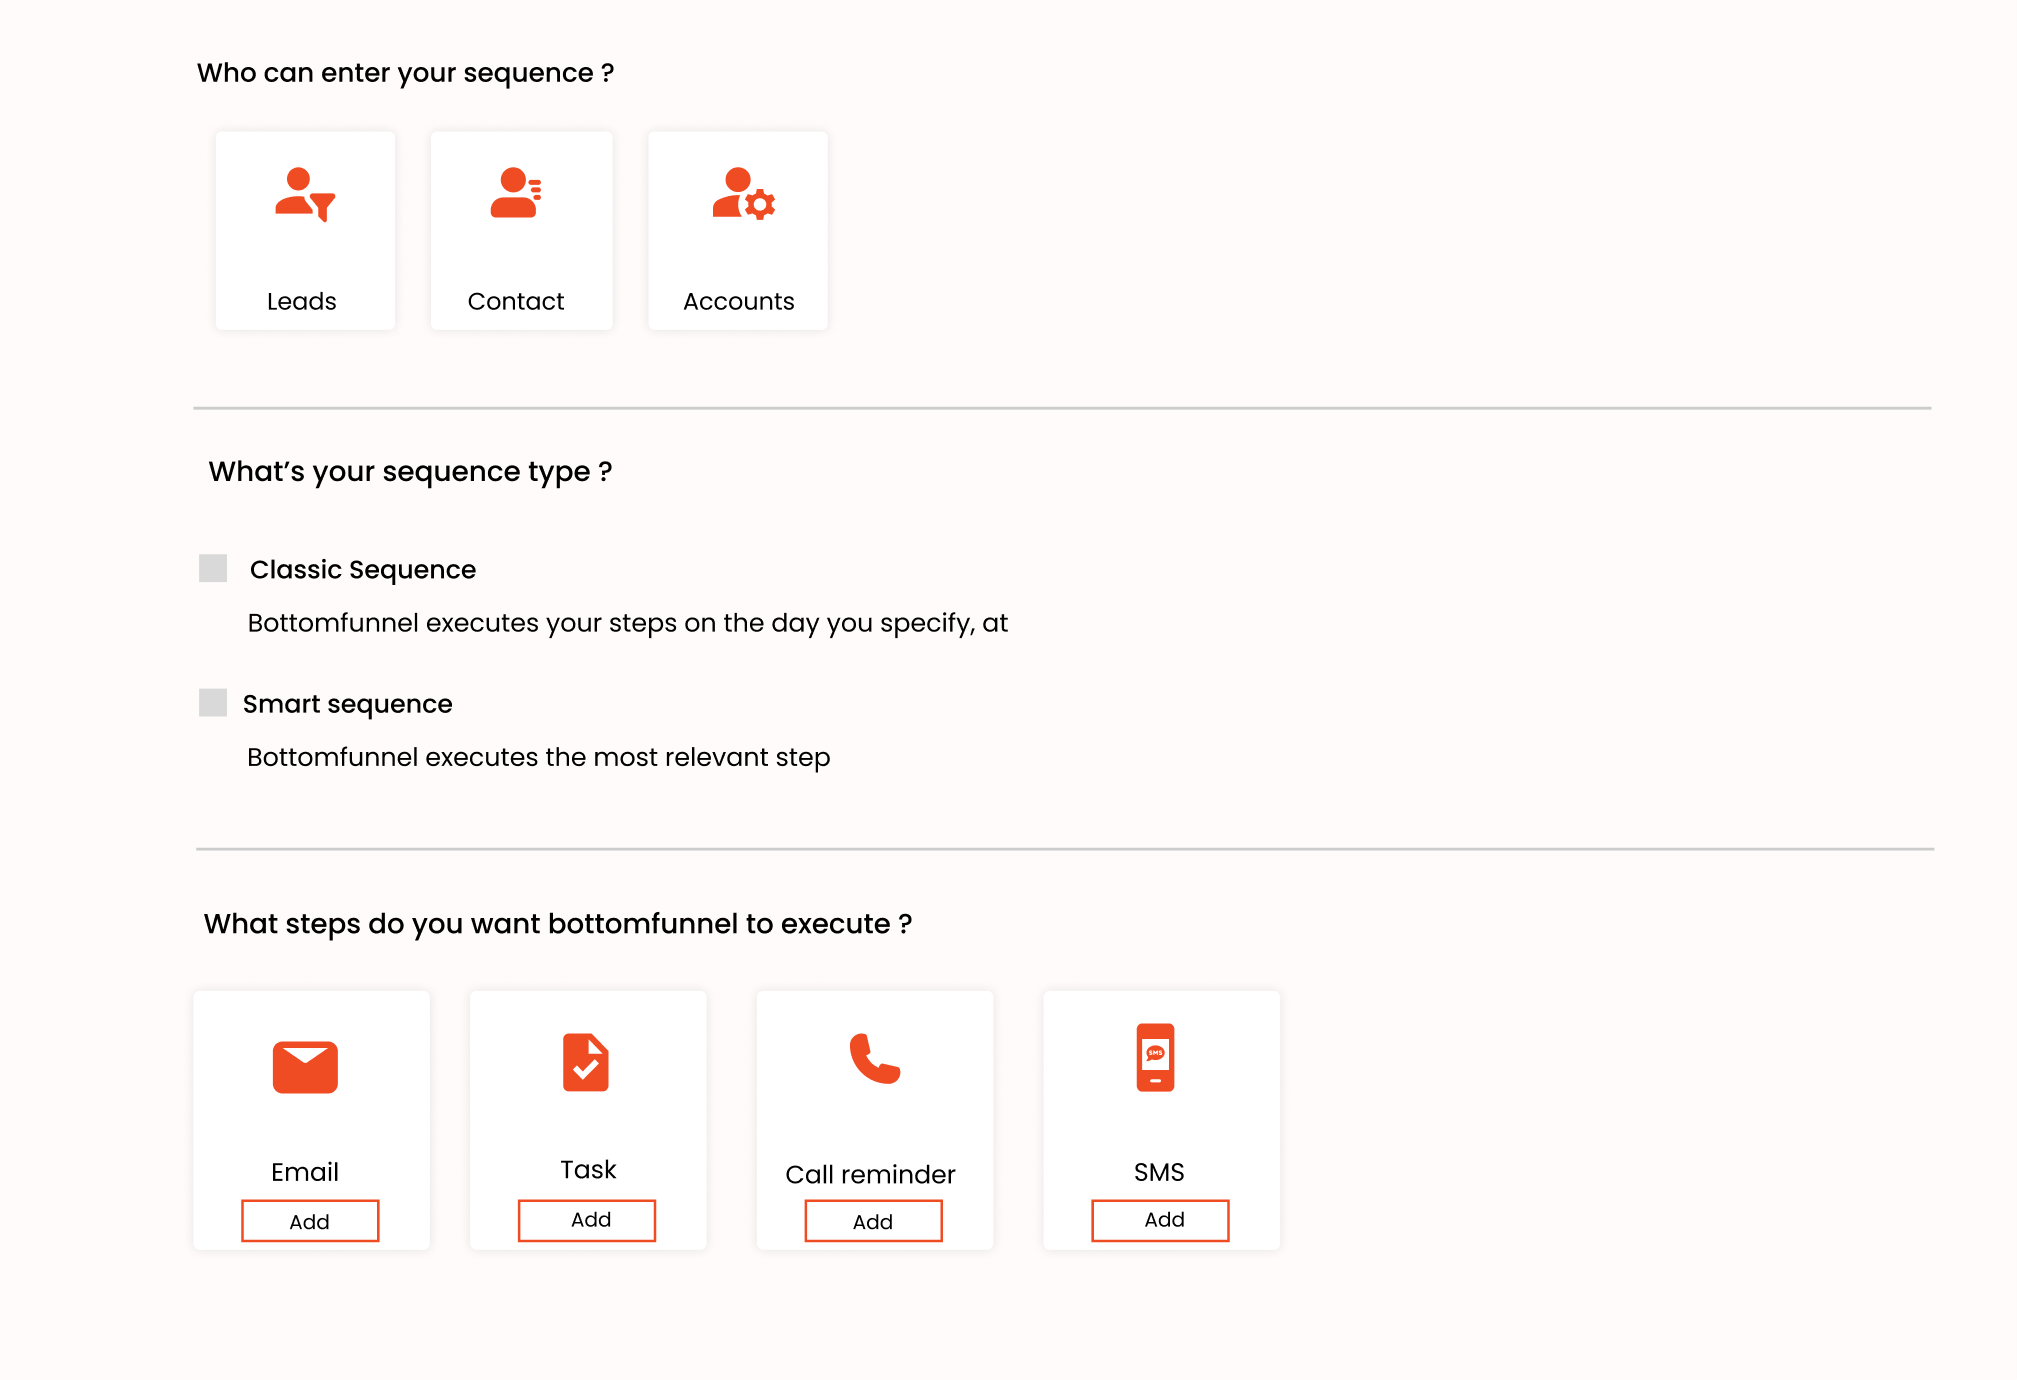 Who can enter your sequence ?
Leads
Contact
Accounts
What’s your sequence type ?
Classic Sequence
Bottomfunnel executes your steps on the day you specify, at
Smart sequence
Bottomfunnel executes the most relevant step
What steps do you want bottomfunnel to execute ?
SMS
Email
Task
Call reminder
SMS
Add
Add
Add
Add